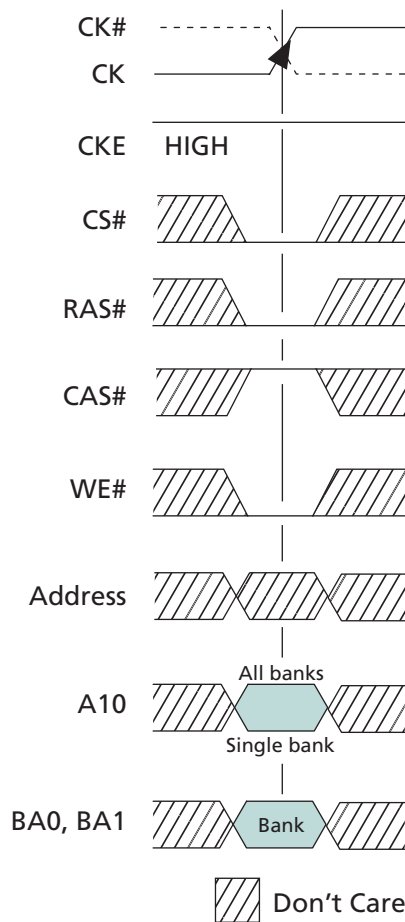 CK#
CK
CKE HIGH
CS#
RAS#
CAS#
WE#
Address
All banks
A10
Single bank
BA0, BA1 Bank
Don't Care